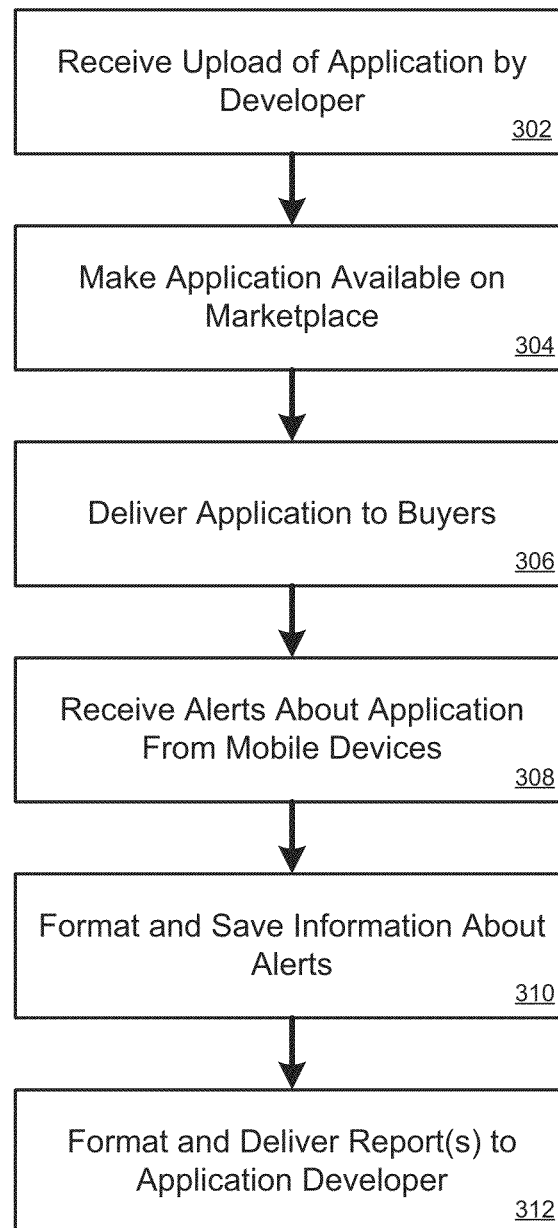 Receive Upload of Application by
Developer
302
Make Application Available on
Marketplace
304
Deliver Application to Buyers
306
Receive Alerts About Application
From Mobile Devices
308
Format and Save Information About
Alerts
310
Format and Deliver Report(s) to
Application Developer
312